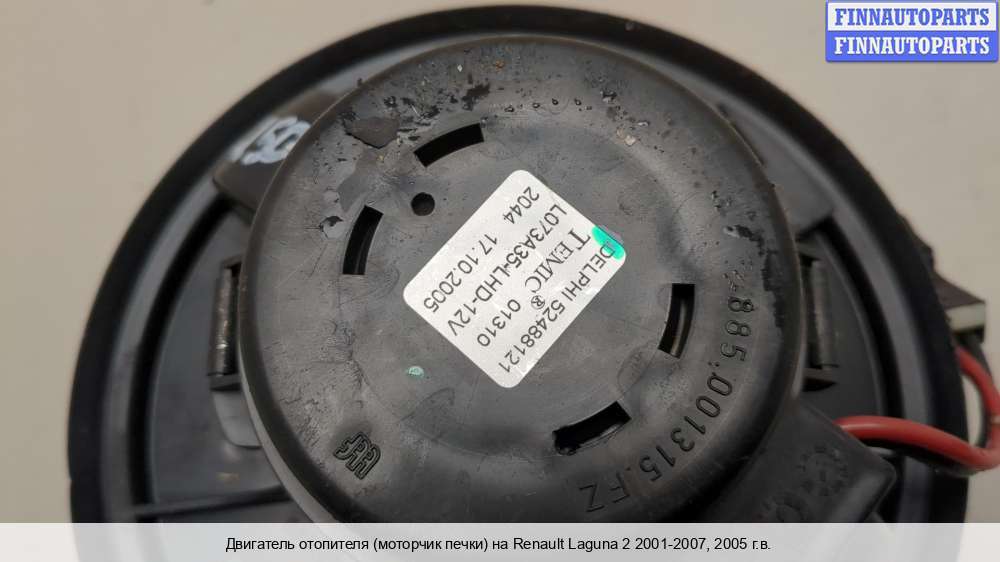 FINNAUTOPARTS
FINNAUTOPARTS
DELPHI 52488121
TEMIC® 01310
L073A35-LHD-12V
2044 17.10.2005
885.001315.FZ
Двигатель отопителя (моторчик печки) на Renault Laguna 2 2001-2007, 2005 г.в.